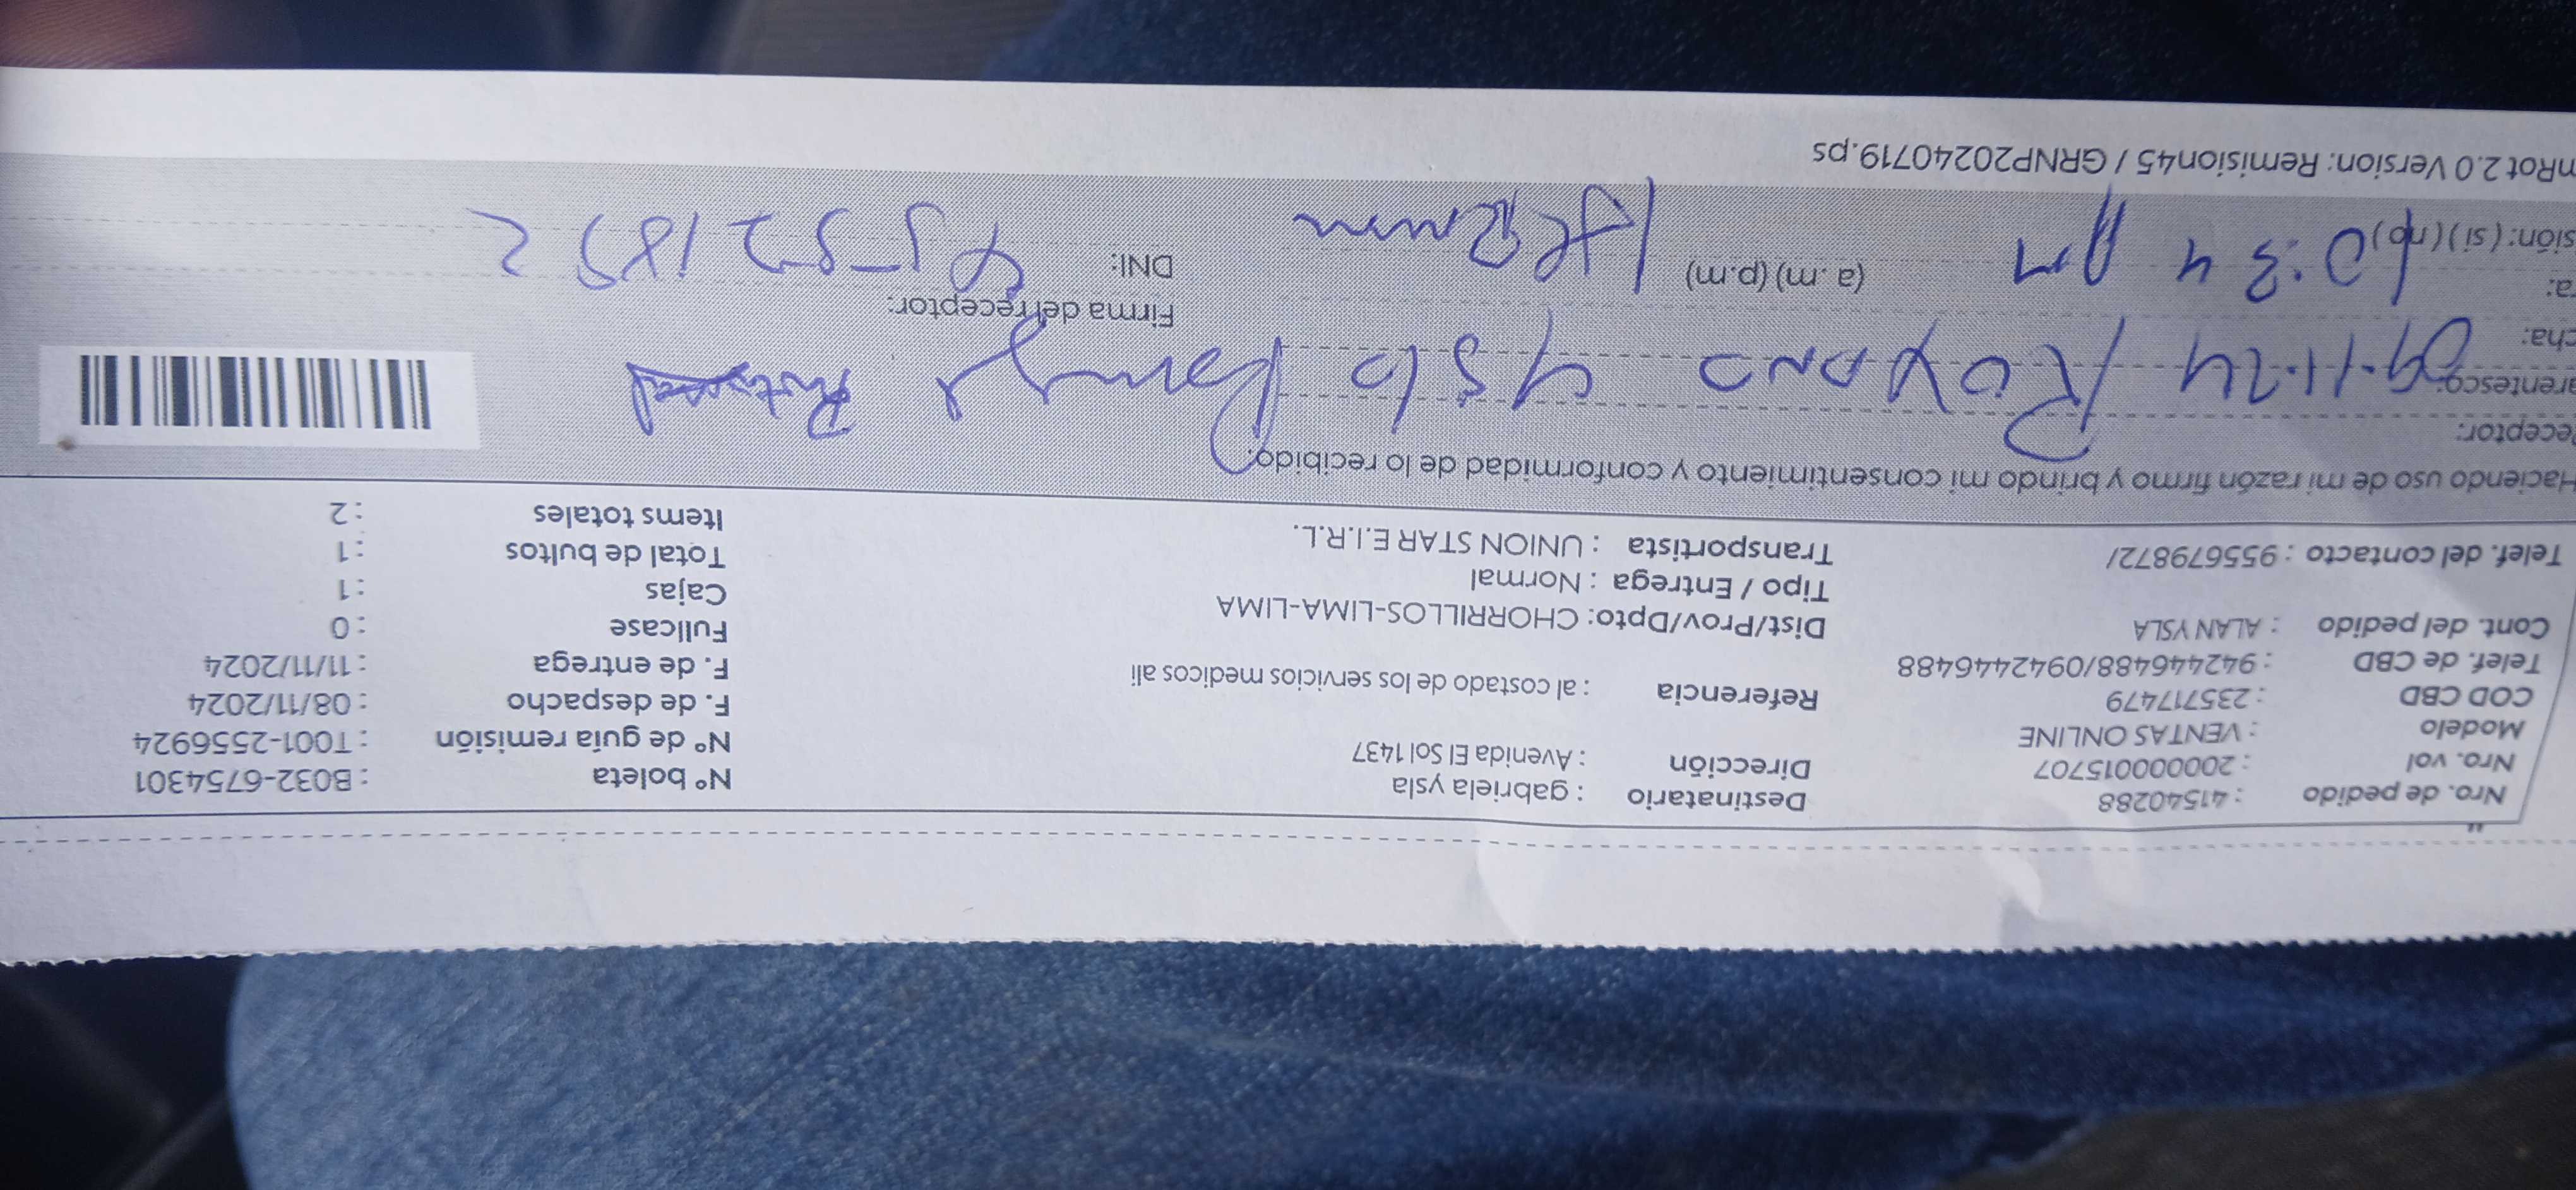 Nro. de pedido : 41540288 Destinatario : gabriela ysla Nº boleta : B032-6754301
Nro. vol : 20000015707 Dirección : Avenida El Sol 1437 Nº de guía remisión : T001-2556924
Modelo : VENTAS ONLINE F. de despacho : 08/11/2024
COD CBD : 235717479 Referencia : al costado de los servicios medicos ali F. de entrega : 11/11/2024
Telef. de CBD : 942446488/0942446488 Fullcase : 0
Cont. del pedido : ALAN YSLA Dist/Prov/Dpto: CHORRILLOS-LIMA-LIMA Cajas : 1
Tipo / Entrega : Normal Total de bultos : 1
Telef. del contacto : 955679872/ Transportista : UNION STAR E.I.R.L. Items totales : 2
Haciendo uso de mi razón firmo y brindo mi consentimiento y conformidad de lo recibido.
eceptor:
arentesco:
cha: 09.11.24
Firma del receptor:
ra: 10:34 (a. m) (p.m) DNI:
sión: (si) (no)
nRot 2.0 Version: Remision45 / GRNP20240719.ps